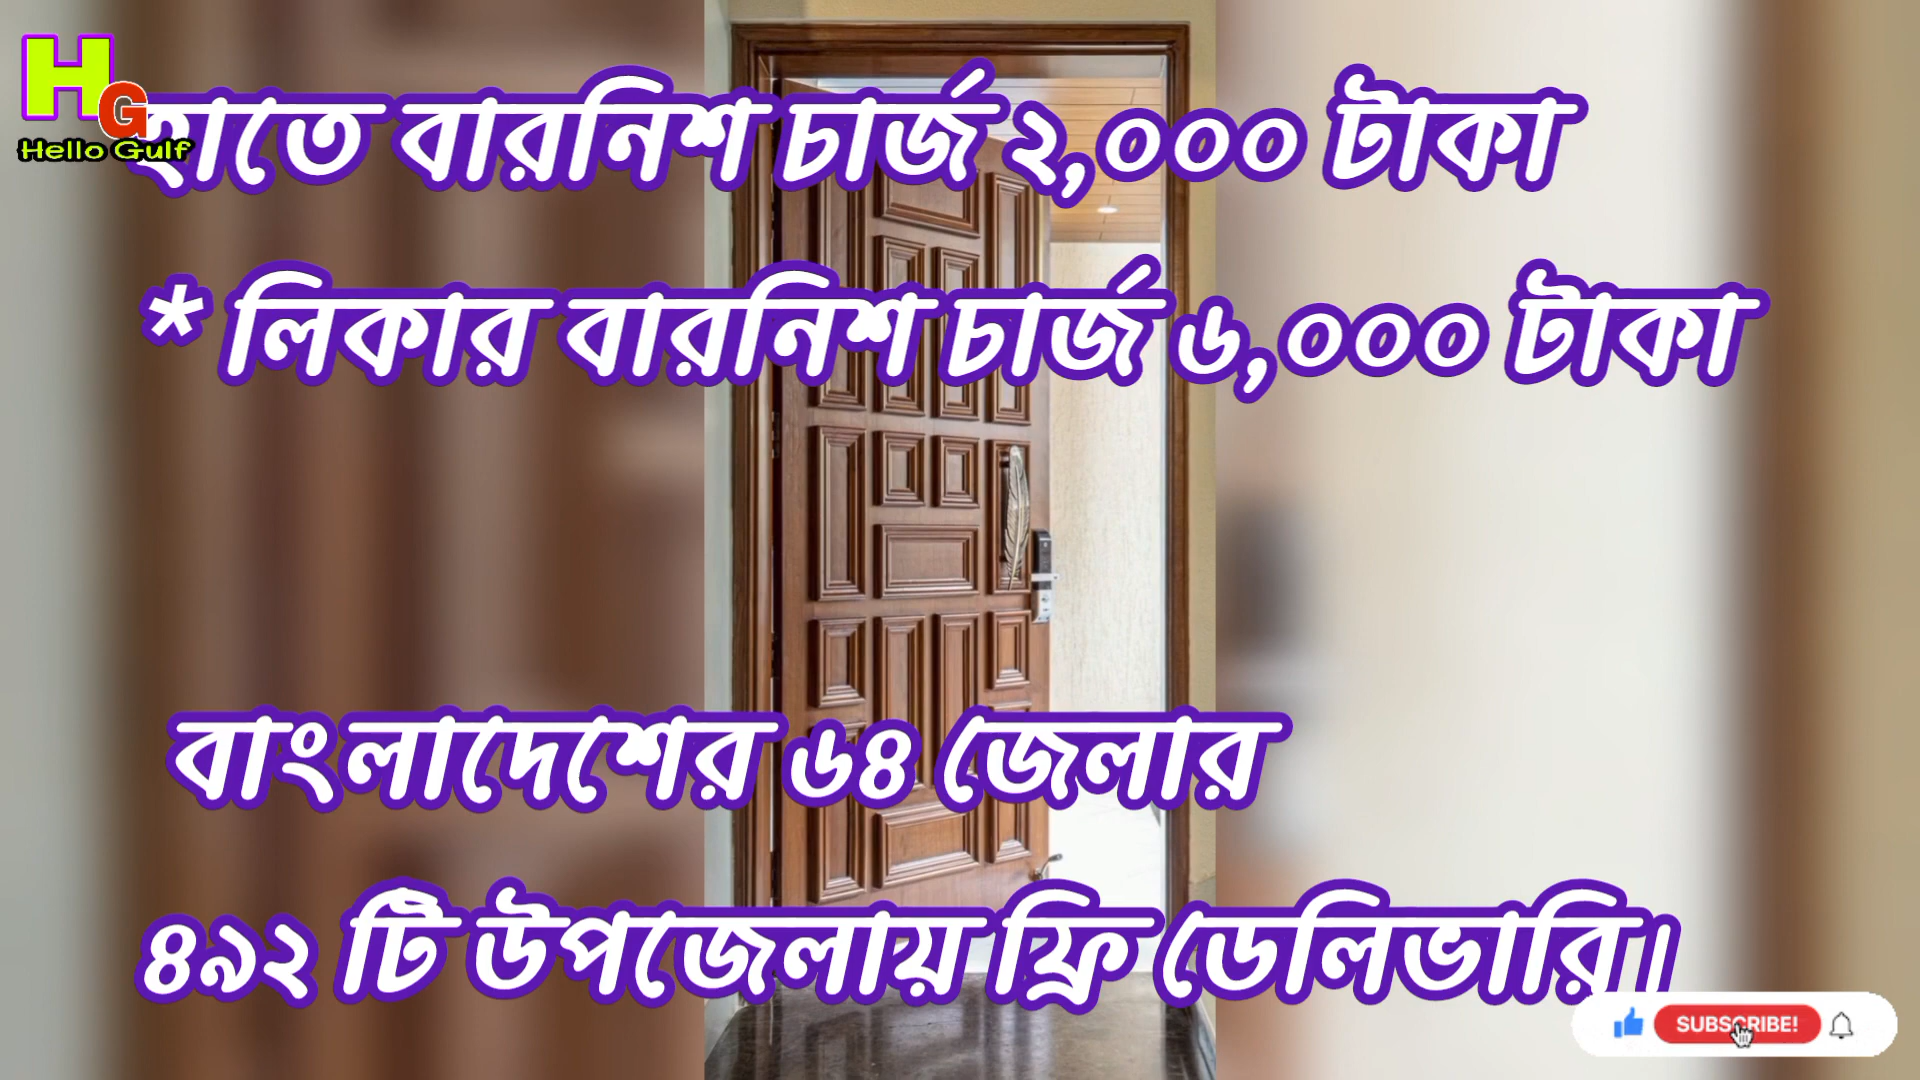 HG
Hello Gulf
হাতে বারনিশ চার্জ ২,০০০ টাকা
* লিকার বারনিশ চার্জ ৬,০০০ টাকা
বাংলাদেশের ৬৪ জেলার
৪৯২ টি উপজেলায় ফ্রি ডেলিভারি।
SUBSCRIBE!